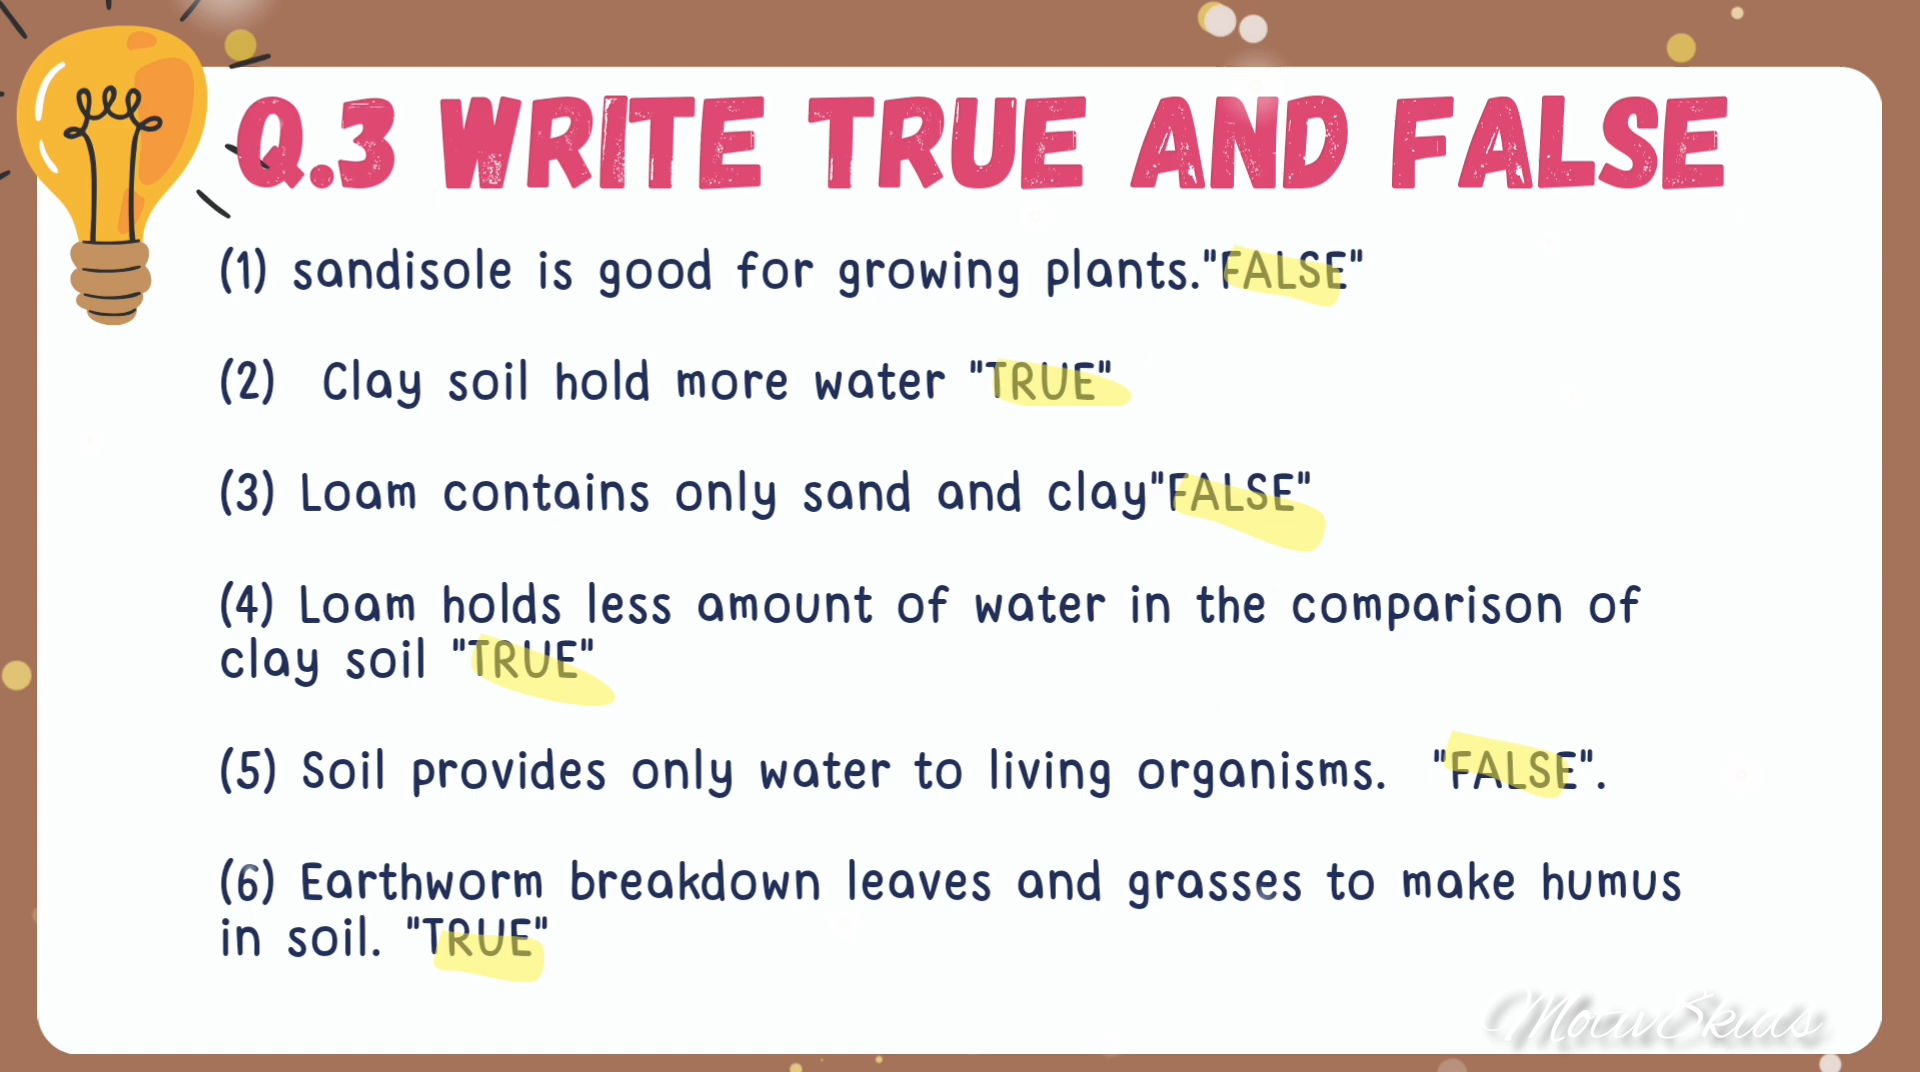 Q.3 WRITE TRUE AND FALSE
(1) sandisole is good for growing plants."FALSE"
(2) Clay soil hold more water "TRUE"
(3) Loam contains only sand and clay"FALSE"
(4) Loam holds less amount of water in the comparison of
clay soil "TRUE"
(5) Soil provides only water to living organisms. "FALSE".
(6) Earthworm breakdown leaves and grasses to make humus
in soil. "TRUE"